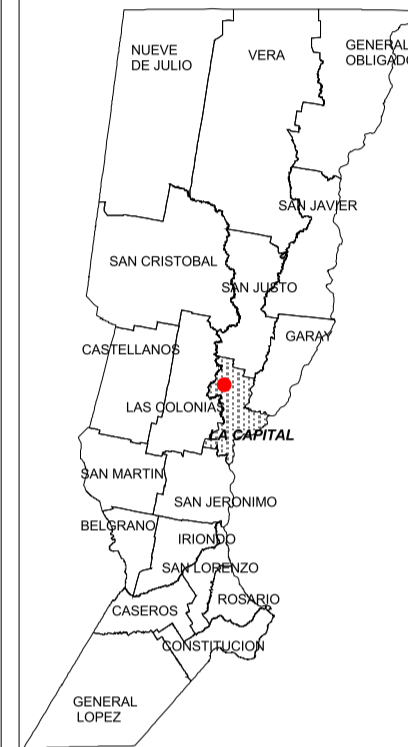 NUEVE
DE JULIO
VERA
GENERAL
OBLIGADO
SAN JAVIER
SAN CRISTOBAL
SAN JUSTO
GARAY
CASTELLANOS
LAS COLONIAS
LA CAPITAL
SAN MARTIN
SAN JERONIMO
BELGRANO
IRIONDO
SAN LORENZO
ROSARIO
CASEROS
CONSTITUCION
GENERAL
LOPEZ